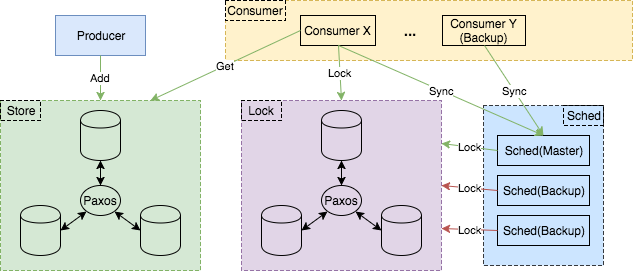 Consumer
Producer
Consumer X
...
Consumer Y
(Backup)
Add
Get
Lock
Sync
Sync
Store
Lock
Sched
Lock
Sched(Master)
Lock
Sched(Backup)
Lock
Sched(Backup)
Paxos
Paxos